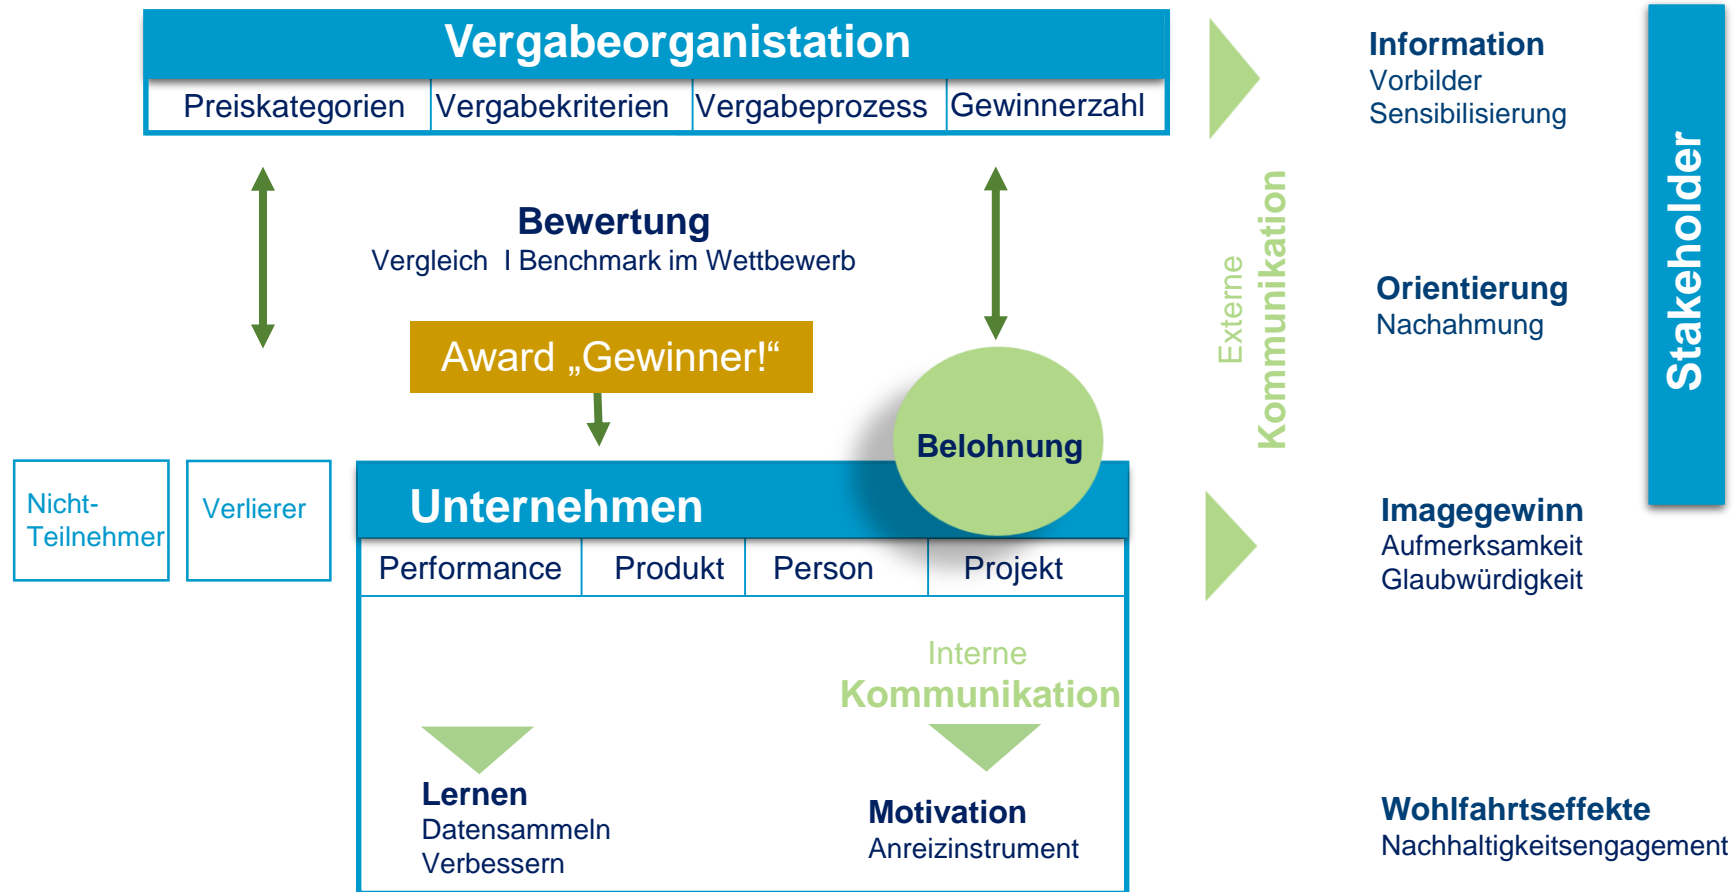 Vergabeorganistation
Preiskategorien
Vergabekriterien
Vergabeprozess
Gewinnerzahl
Bewertung
Vergleich I Benchmark im Wettbewerb
Award „Gewinner!“
Belohnung
Nicht-
Teilnehmer
Verlierer
Unternehmen
Performance
Produkt
Person
Projekt
Interne
Kommunikation
Lernen
Datensammeln
Verbessern
Motivation
Anreizinstrument
Externe
Kommunikation
Information
Vorbilder
Sensibilisierung
Orientierung
Nachahmung
Imagegewinn
Aufmerksamkeit
Glaubwürdigkeit
Wohlfahrtseffekte
Nachhaltigkeitsengagement
Stakeholder